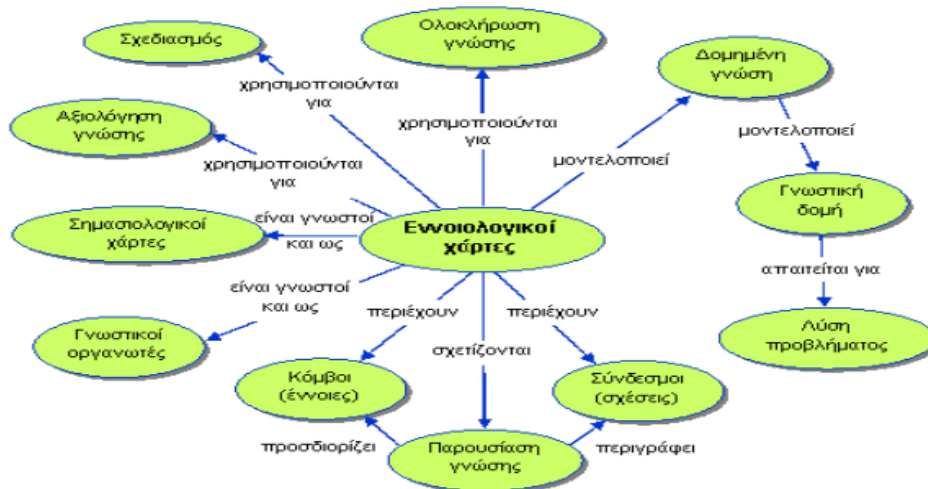 Σχεδιασμός
Ολοκλήρωση
γνώσης
Δομημένη
γνώση
χρησιμοποιούνται
για
Αξιολόγηση
γνώσης
χρησιμοποιούνται
για
μοντελοποιεί
χρησιμοποιούνται
για
μοντελοποιεί
Γνωστική
δομή
Σημασιολογικοί
χάρτες
είναι γνωστοί
και ως
Εννοιολογικοί
χάρτες
απαιτείται για
είναι γνωστοί
και ως
Γνωστικοί
οργανωτές
περιέχουν
περιέχουν
σχετίζονται
Λύση
προβλήματος
Κόμβοι
(έννοιες)
Σύνδεσμοι
(σχέσεις)
προσδιορίζει
Παρουσίαση
γνώσης
περιγράφει